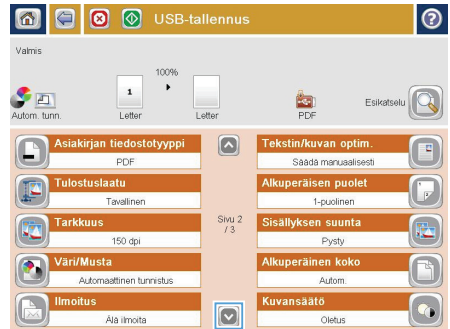 USB-tallennus
?
Valmis
100%
1
Autom. tunn.
Letter
Letter
PDF
Esikatselu
Asiakirjan tiedostotyyppi
PDF
Tulostuslaatu
Tavallinen
Tarkkuus
150 dpi
Väri/Musta
Automaattinen tunnistus
Ilmoitus
Älä ilmoita
Sivu 2
/ 3
Tekstin/kuvan optim.
Säädä manuaalisesti
Alkuperäisen puolet
1-puolinen
Sisällyksen suunta
Pysty
Alkuperäinen koko
Autom.
Kuvansäätö
Oletus